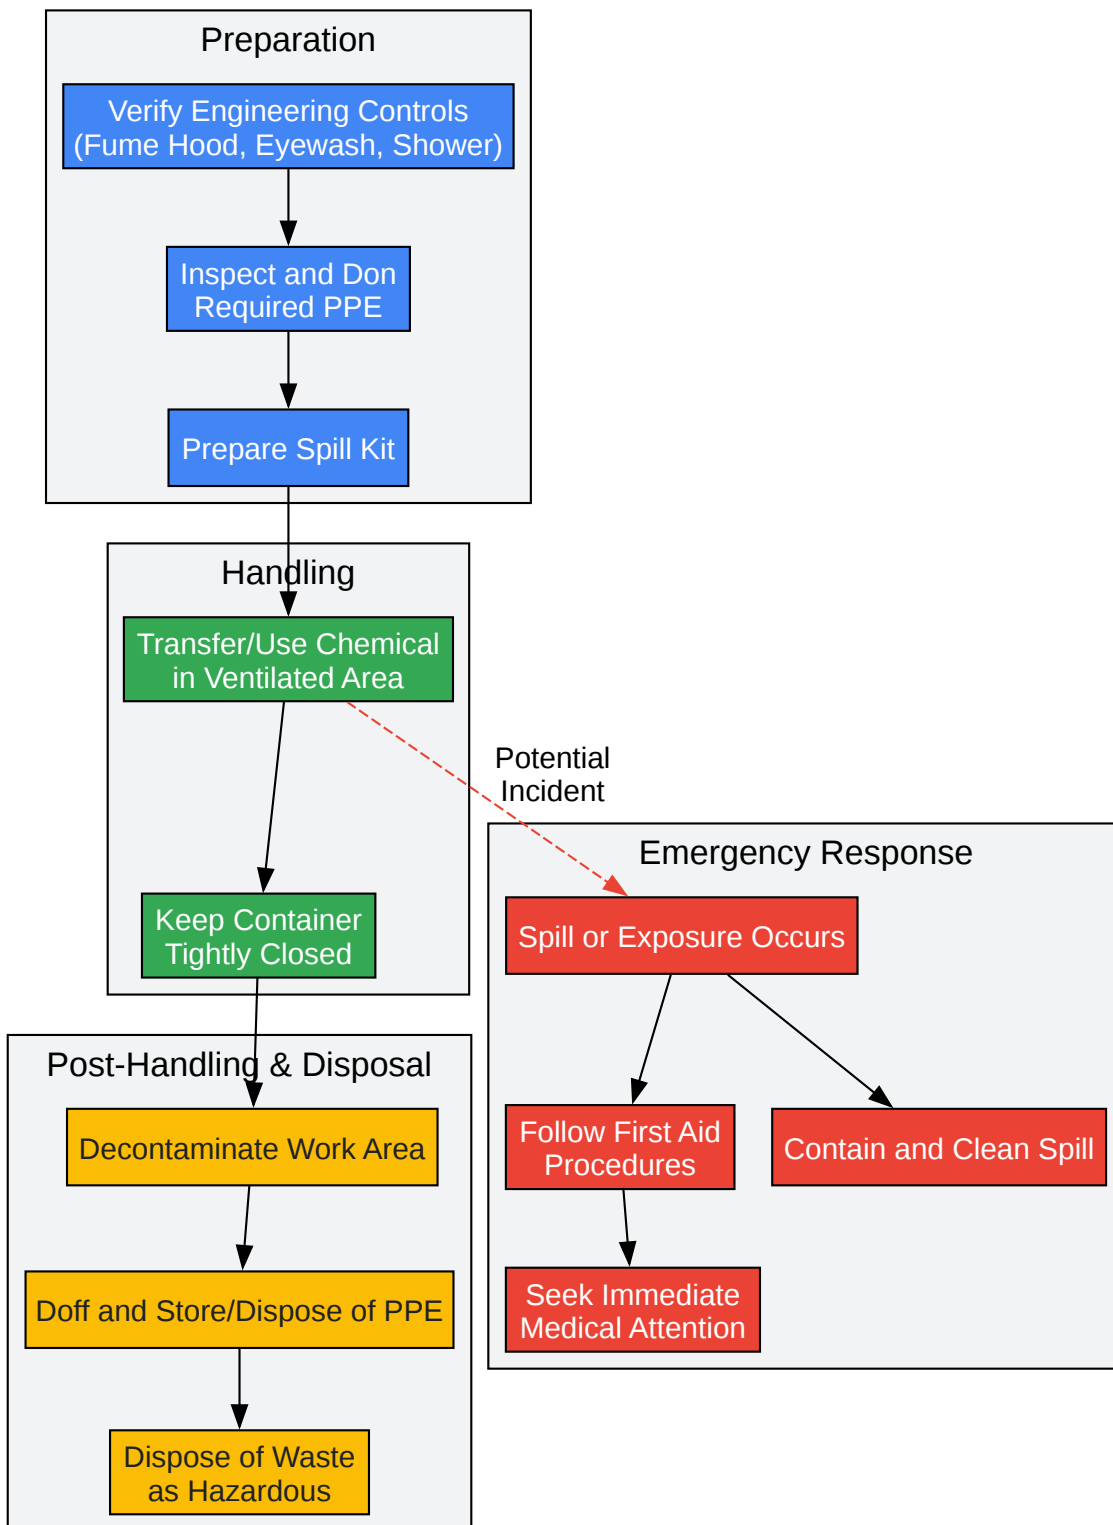 Preparation
Verify Engineering Controls
(Fume Hood, Eyewash, Shower)
Inspect and Don
Required PPE
Prepare Spill Kit
Handling
Transfer/Use Chemical
in Ventilated Area
Keep Container
Tightly Closed
Potential
Incident
Emergency Response
Spill or Exposure Occurs
Follow First Aid
Procedures
Contain and Clean Spill
Seek Immediate
Medical Attention
Post-Handling & Disposal
Decontaminate Work Area
Doff and Store/Dispose of PPE
Dispose of Waste
as Hazardous